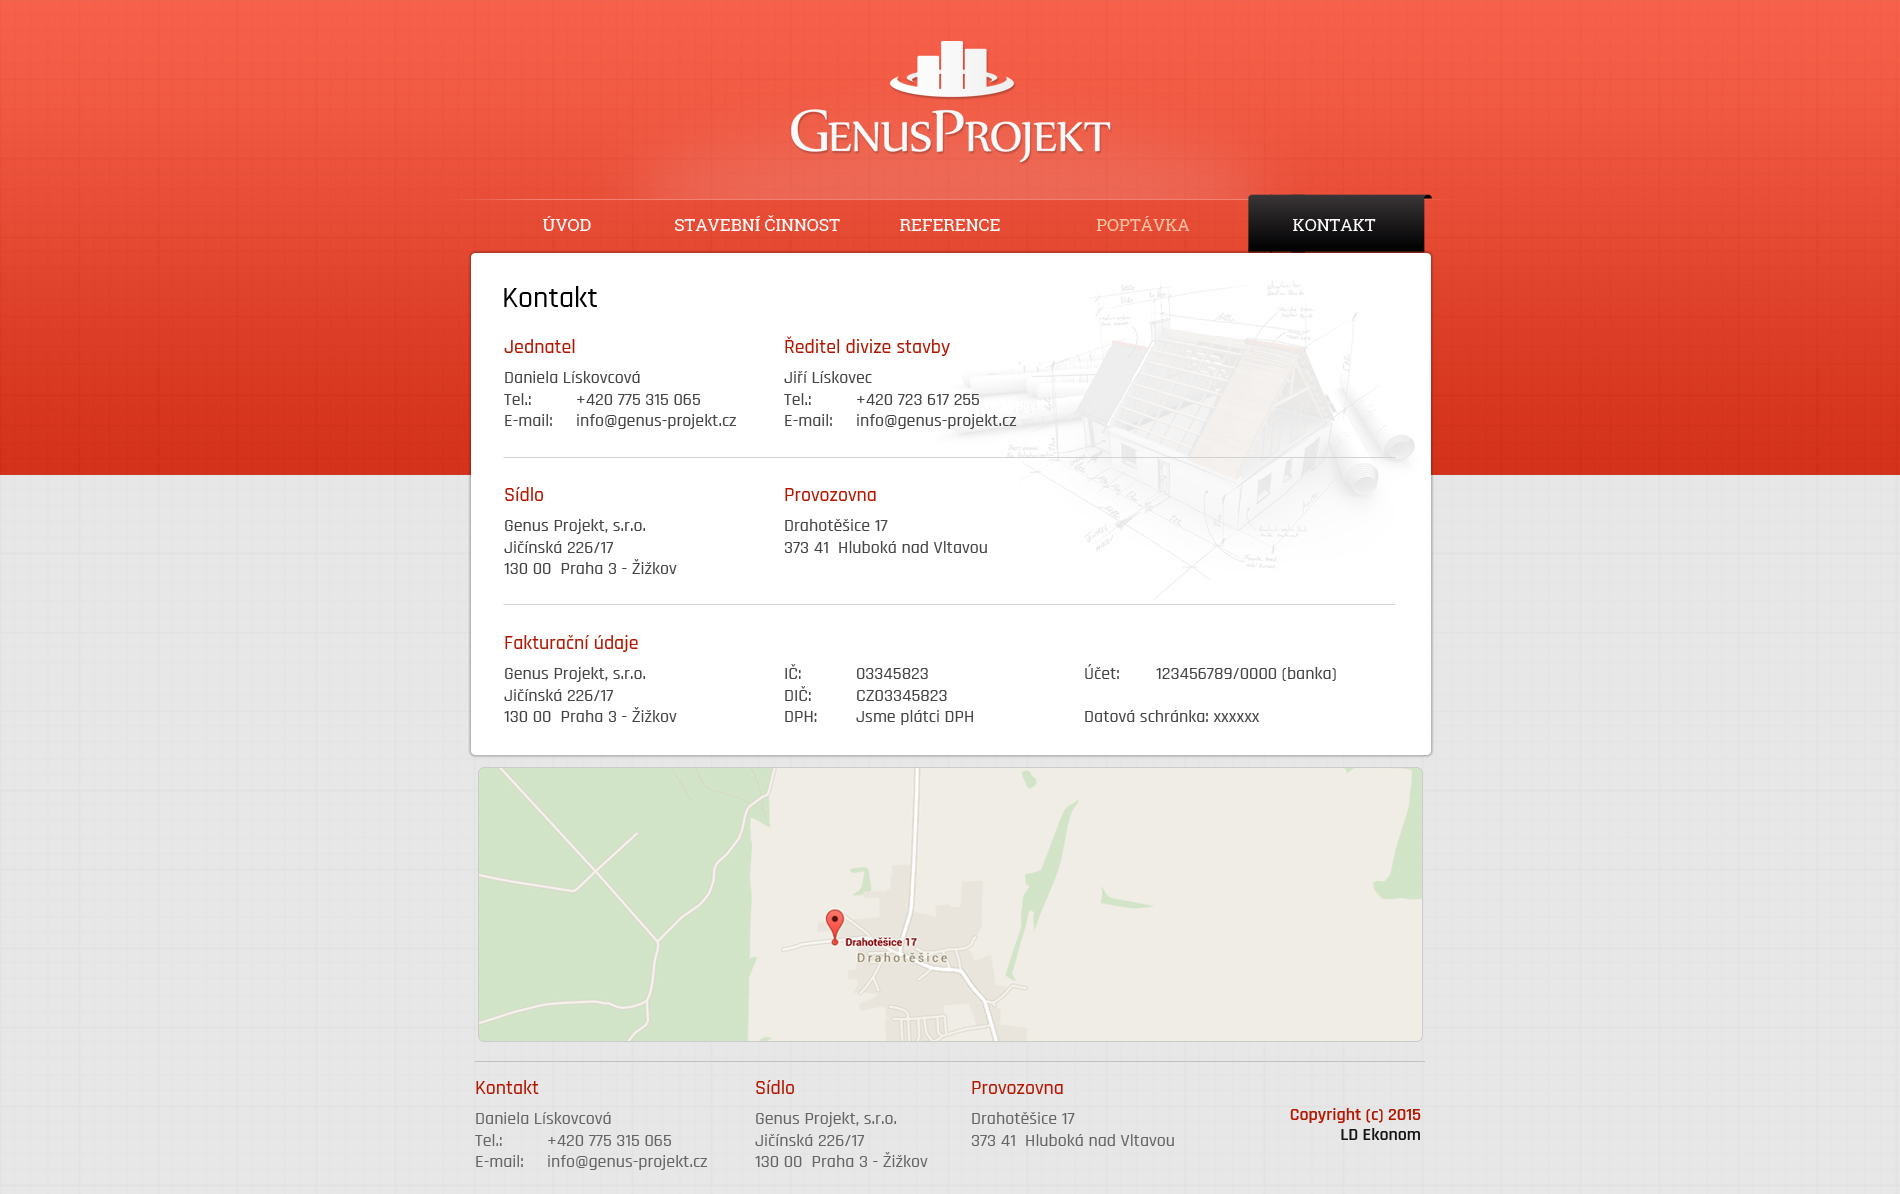 GenusProjekt
ÚVOD STAVEBNÍ ČINNOST REFERENCE POPTÁVKA KONTAKT
Kontakt
Jednatel
Daniela Lískovcová
Tel.: +420 775 315 065
E-mail: info@genus-projekt.cz
Ředitel divize stavby
Jiří Lískovec
Tel.: +420 723 617 255
E-mail: info@genus-projekt.cz
Sídlo
Genus Projekt, s.r.o.
Jičínská 226/17
130 00 Praha 3 - Žižkov
Provozovna
Drahotěšice 17
373 41 Hluboká nad Vltavou
Fakturační údaje
Genus Projekt, s.r.o.
Jičínská 226/17
130 00 Praha 3 - Žižkov
IČ: 03345823
DIČ: CZ03345823
DPH: Jsme plátci DPH
Účet: 123456789/0000 (banka)
Datová schránka: xxxxxx
Drahotěšice 17
Drahotěšice
Kontakt
Daniela Lískovcová
Tel.: +420 775 315 065
E-mail: info@genus-projekt.cz
Sídlo
Genus Projekt, s.r.o.
Jičínská 226/17
130 00 Praha 3 - Žižkov
Provozovna
Drahotěšice 17
373 41 Hluboká nad Vltavou
Copyright (c) 2015
LD Ekonom